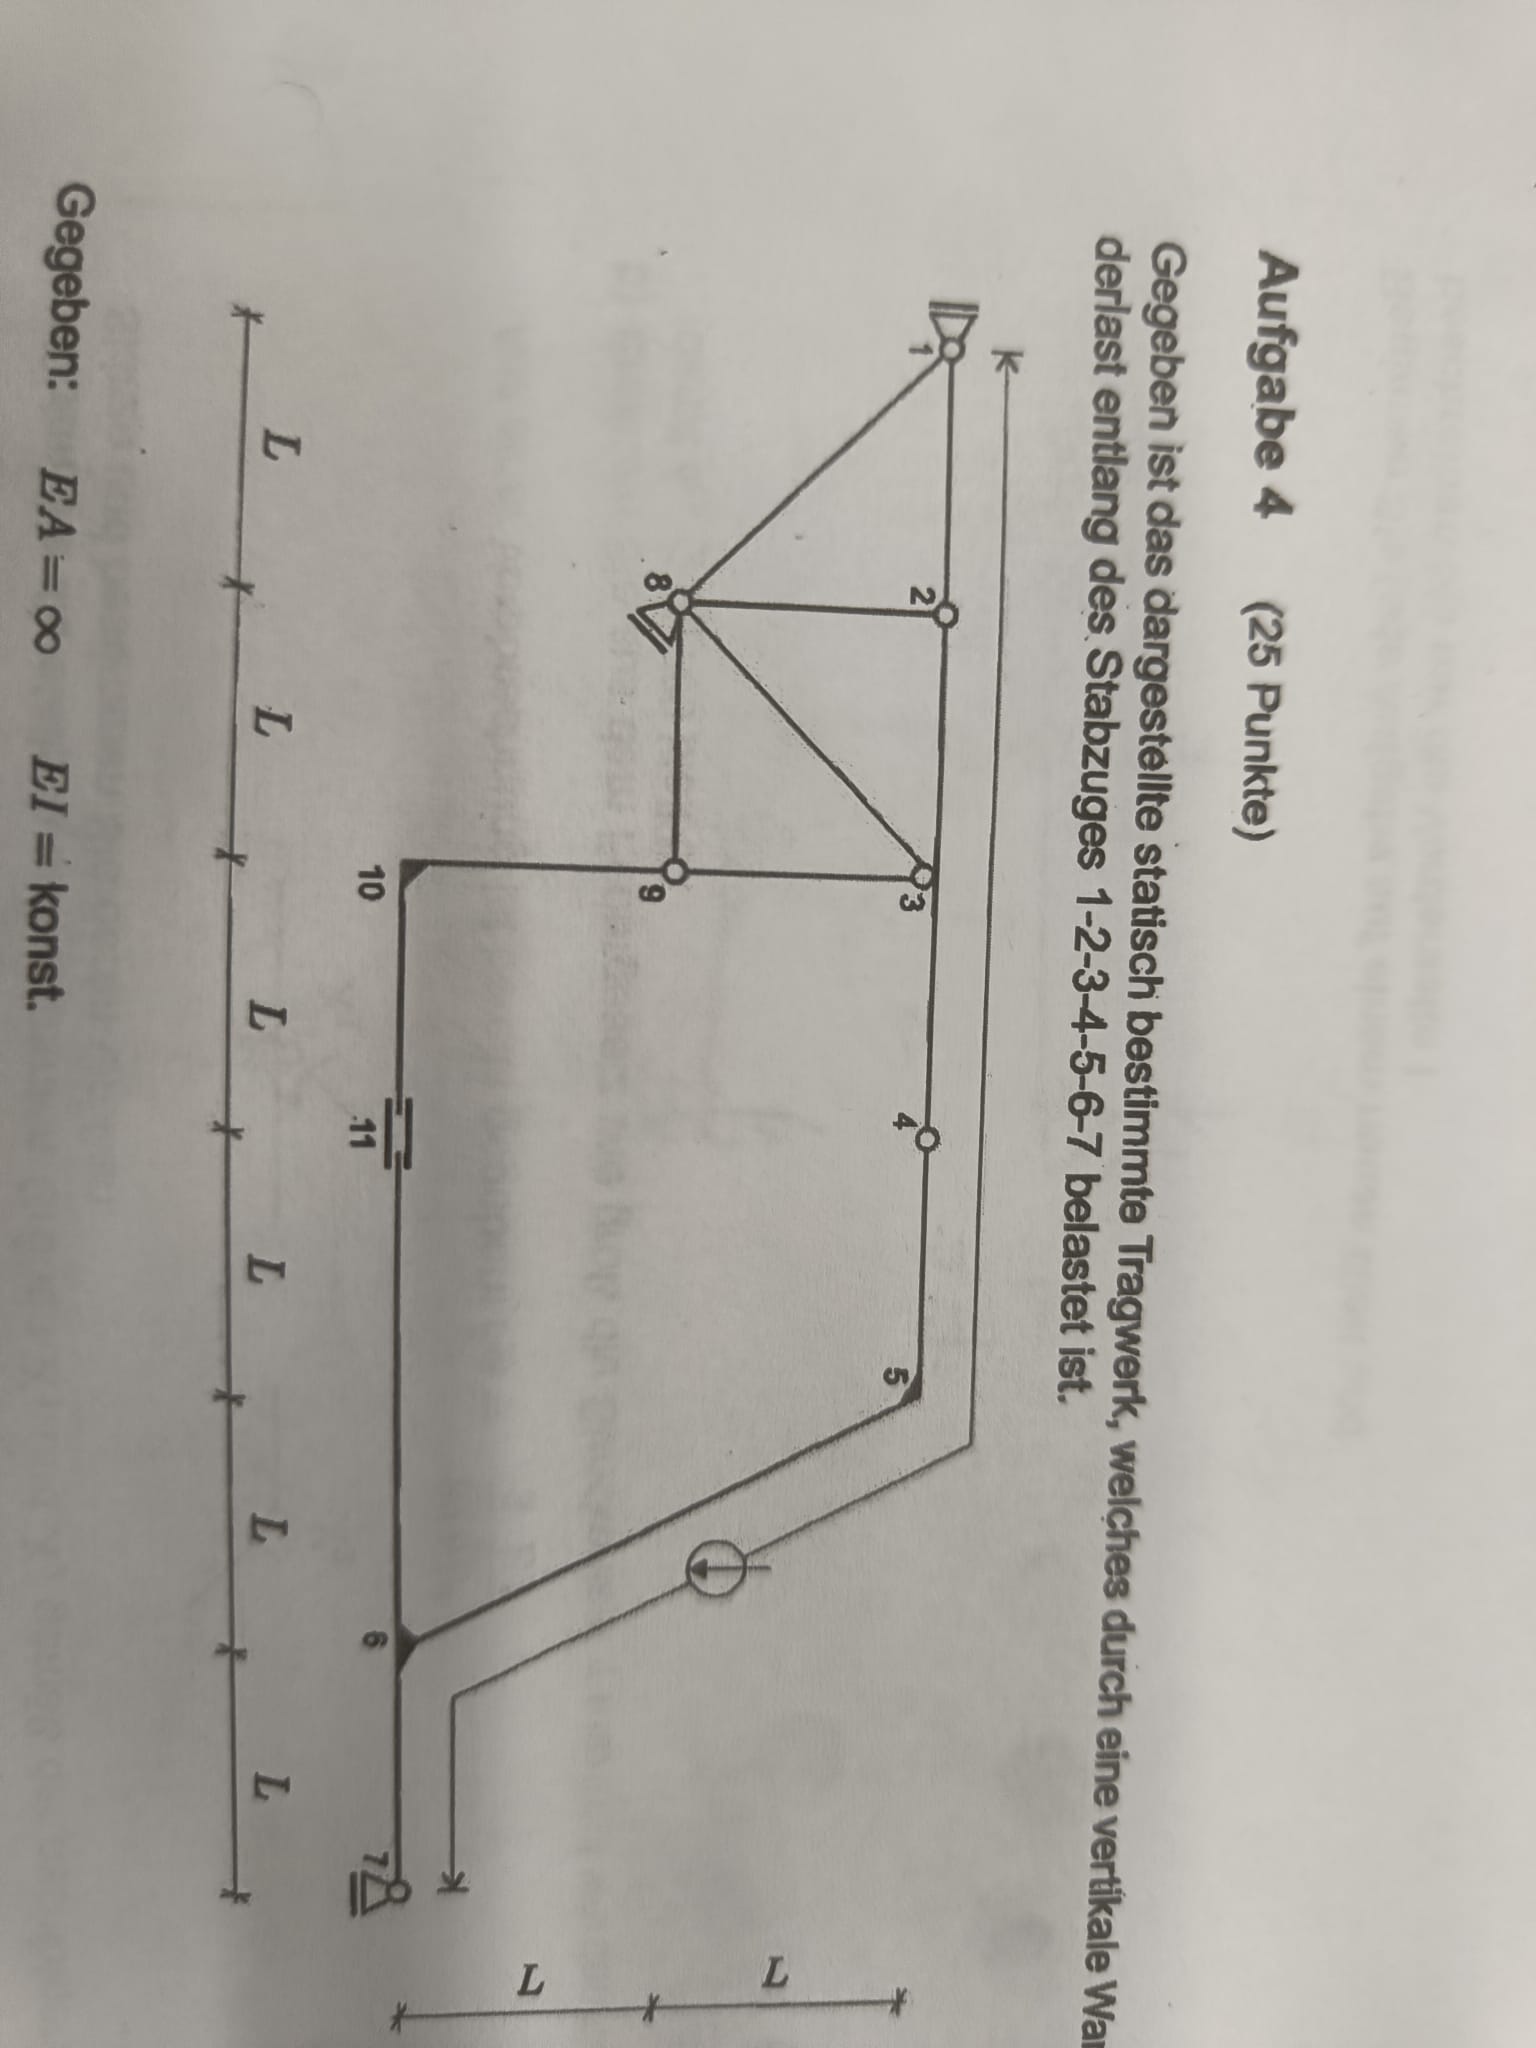 Aufgabe 4 (25 Punkte)
Gegeben ist das dargestellte statisch bestimmte Tragwerk, welches durch eine vertikale Wan
derlast entlang des Stabzuges 1-2-3-4-5-6-7 belastet ist.
1
2
3
4
5
8
9
10
11
6
7
L
L
L L L L L L
Gegeben: EA = ∞ EI = konst.